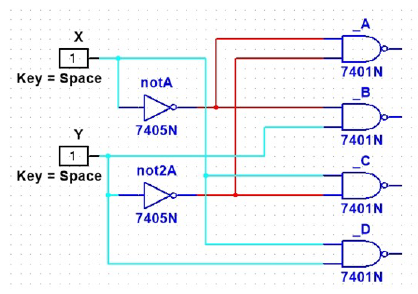 X
1
Key = Space
notA
7405N
Y
1
Key = Space
not2A
7405N
_A
7401N
_B
7401N
_C
7401N
_D
7401N